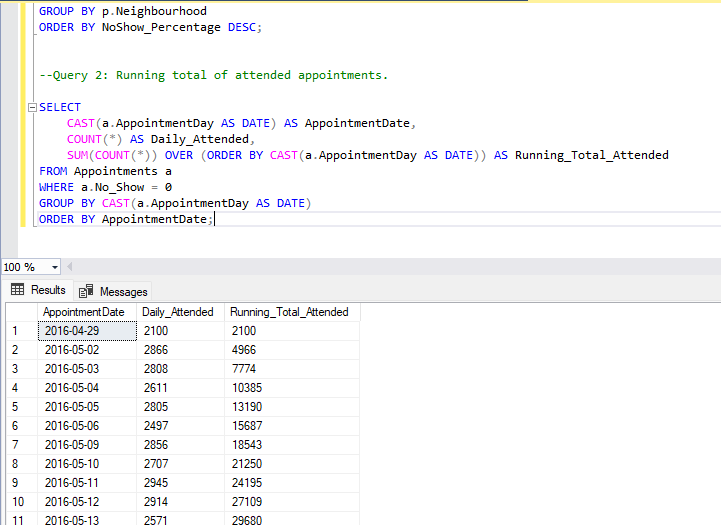 GROUP BY p.Neighbourhood
ORDER BY NoShow_Percentage DESC;
--Query 2: Running total of attended appointments.
SELECT
CAST(a.AppointmentDay AS DATE) AS AppointmentDate,
COUNT(*) AS Daily_Attended,
SUM(COUNT(*)) OVER (ORDER BY CAST(a.AppointmentDay AS DATE)) AS Running_Total_Attended
FROM Appointments a
WHERE a.No_Show = 0
GROUP BY CAST(a.AppointmentDay AS DATE)
ORDER BY AppointmentDate;
100 %
Results Messages
AppointmentDate Daily_Attended Running_Total_Attended
1 2016-04-29 2100 2100
2 2016-05-02 2866 4966
3 2016-05-03 2808 7774
4 2016-05-04 2611 10385
5 2016-05-05 2805 13190
6 2016-05-06 2497 15687
7 2016-05-09 2856 18543
8 2016-05-10 2707 21250
9 2016-05-11 2945 24195
10 2016-05-12 2914 27109
11 2016-05-13 2571 29680